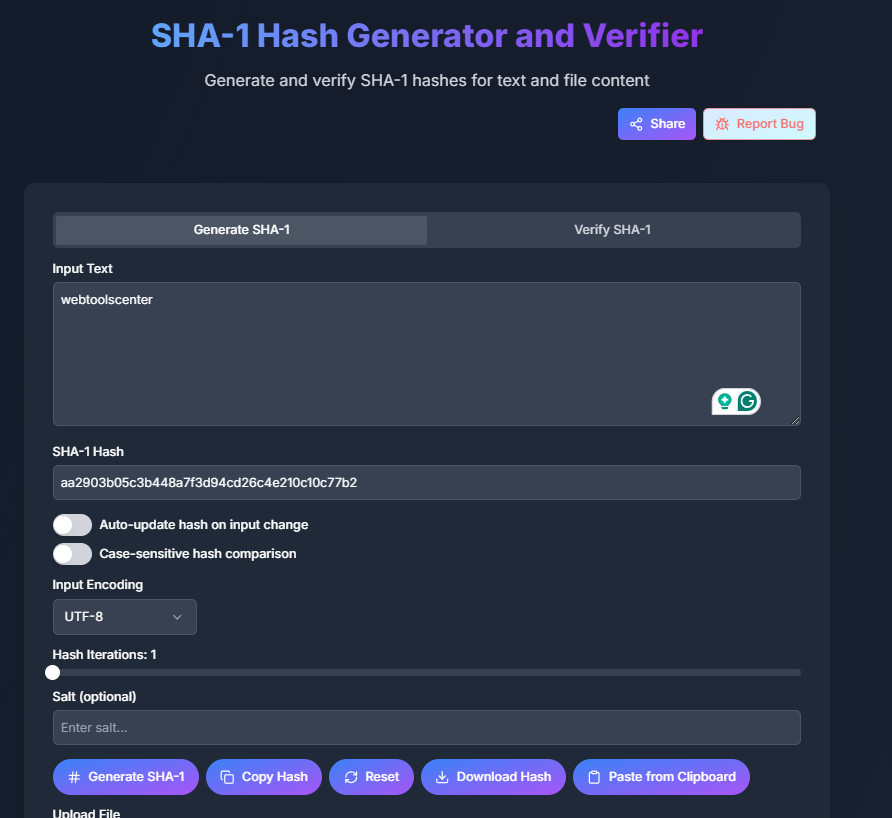 SHA-1 Hash Generator and Verifier
Generate and verify SHA-1 hashes for text and file content
Share
Report Bug
Generate SHA-1
Verify SHA-1
Input Text
webtoolscenter
SHA-1 Hash
aa2903b05c3b448a7f3d94cd26c4e210c10c77b2
Auto-update hash on input change
Case-sensitive hash comparison
Input Encoding
UTF-8
Hash Iterations: 1
Salt (optional)
Enter salt...
Generate SHA-1
Copy Hash
Reset
Download Hash
Paste from Clipboard
Upload File